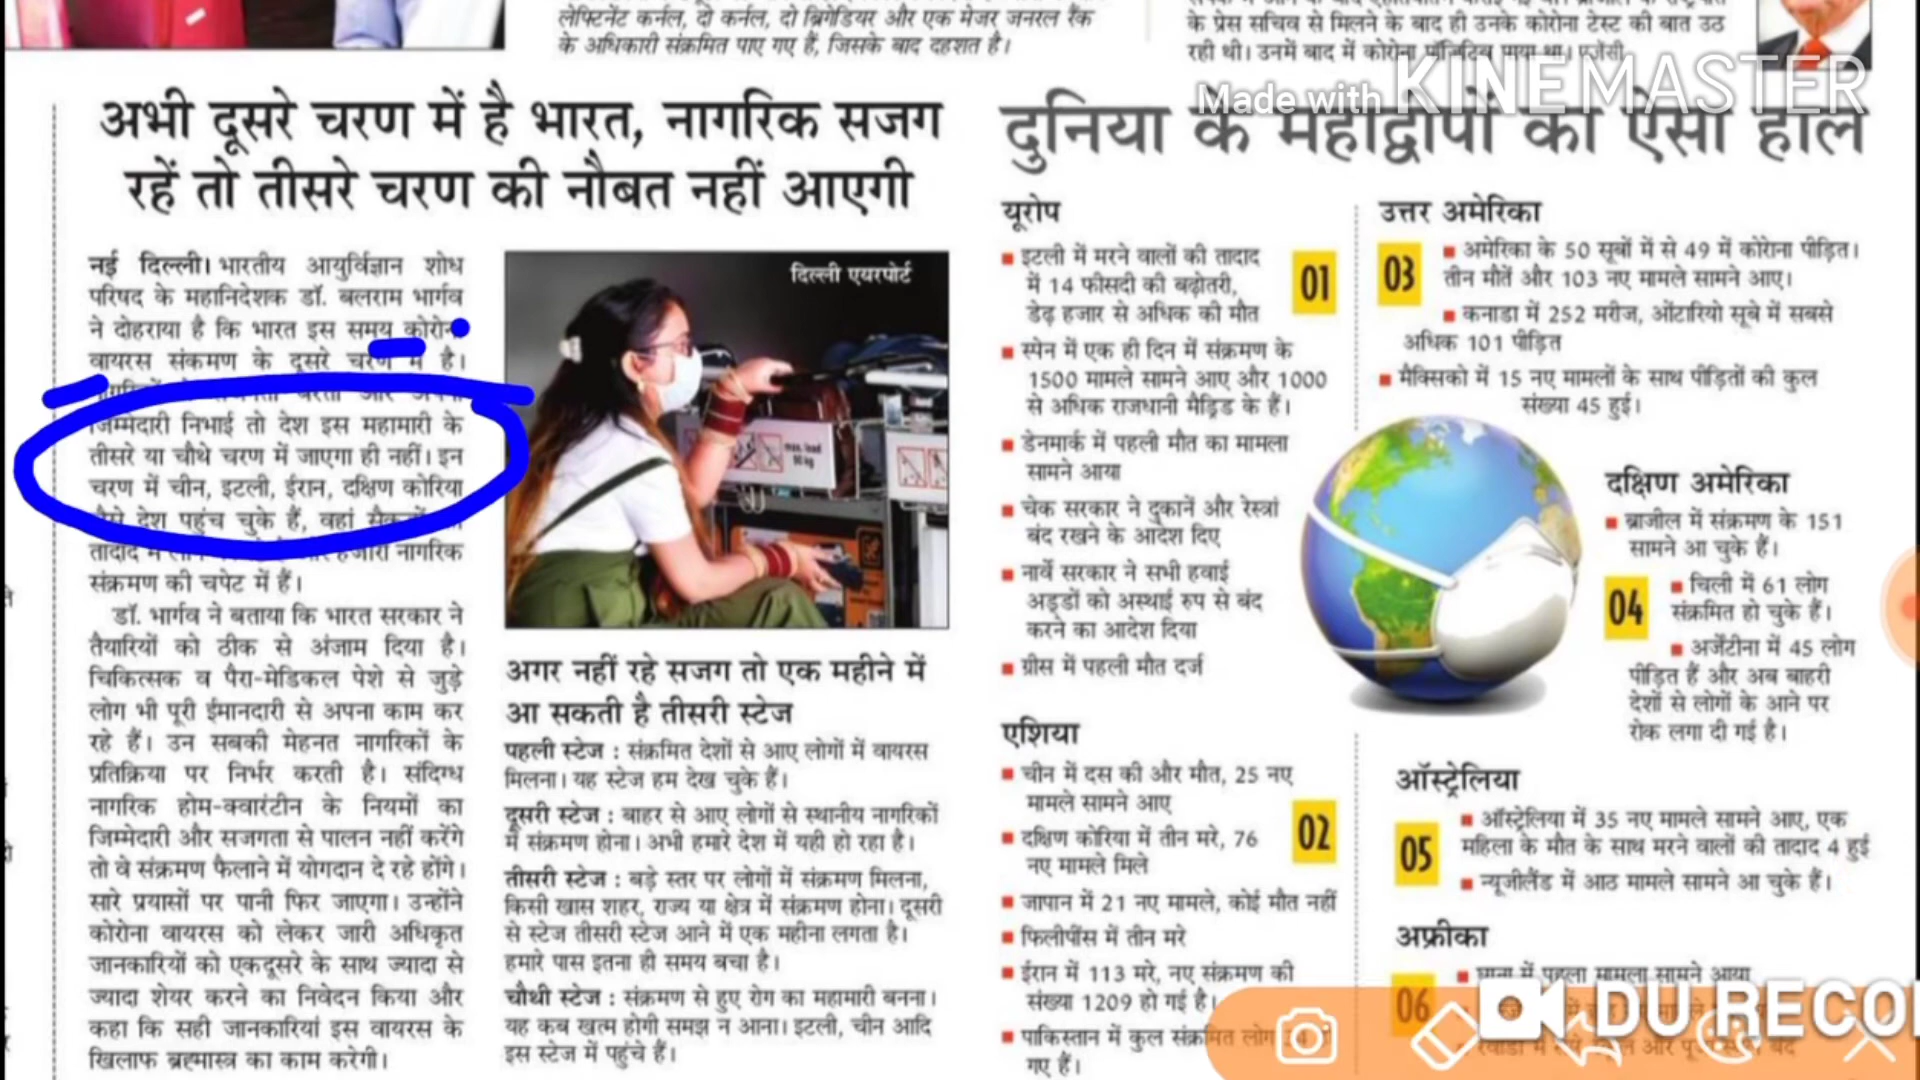 लेफ्टिनेंट कर्नल, दो कर्नल, दो ब्रिगेडियर और एक मेजर जनरल रैंक
के अधिकारी संक्रमित पाए गए हैं, जिसके बाद दहशत है।
के प्रेस सचिव से मिलने के बाद ही उनके कोरोना टेस्ट की बात उठ
रही थी। उनमें बाद में कोरोना पॉजिटिव पाया था। एजेंसी
Made with KINEMASTER
अभी दूसरे चरण में है भारत, नागरिक सजग
रहें तो तीसरे चरण की नौबत नहीं आएगी
नई दिल्ली। भारतीय आयुर्विज्ञान शोध
परिषद के महानिदेशक डॉ. बलराम भार्गव
ने दोहराया है कि भारत इस समय कोरोना
वायरस संकमण के दूसरे चरण में है।
जिम्मेदारी निभाई तो देश इस महामारी के
तीसरे या चौथे चरण में जाएगा ही नहीं। इन
चरण में चीन, इटली, ईरान, दक्षिण कोरिया
देश पहुंच चुके हैं, वहां
तादाद में नागरिक
संक्रमण की चपेट में हैं।
डॉ. भार्गव ने बताया कि भारत सरकार ने
तैयारियों को ठीक से अंजाम दिया है।
चिकित्सक व पैरा-मेडिकल पेशे से जुड़े
लोग भी पूरी ईमानदारी से अपना काम कर
रहे हैं। उन सबकी मेहनत नागरिकों के
प्रतिक्रिया पर निर्भर करती है। संदिग्ध
नागरिक होम-क्वारंटीन के नियमों का
जिम्मेदारी और सजगता से पालन नहीं करेंगे
तो वे संक्रमण फैलाने में योगदान दे रहे होंगे।
सारे प्रयासों पर पानी फिर जाएगा। उन्होंने
कोरोना वायरस को लेकर जारी अधिकृत
जानकारियों को एकदूसरे के साथ ज्यादा से
ज्यादा शेयर करने का निवेदन किया और
कहा कि सही जानकारियां इस वायरस के
खिलाफ ब्रह्मास्त्र का काम करेगी।
दिल्ली एयरपोर्ट
max. load
90 kg
अगर नहीं रहे सजग तो एक महीने में
आ सकती है तीसरी स्टेज
पहली स्टेज : संक्रमित देशों से आए लोगों में वायरस
मिलना। यह स्टेज हम देख चुके हैं।
दूसरी स्टेज : बाहर से आए लोगों से स्थानीय नागरिकों
में संक्रमण होना। अभी हमारे देश में यही हो रहा है।
तीसरी स्टेज : बड़े स्तर पर लोगों में संक्रमण मिलना,
किसी खास शहर, राज्य या क्षेत्र में संक्रमण होना। दूसरी
से स्टेज तीसरी स्टेज आने में एक महीना लगता है।
हमारे पास इतना ही समय बचा है।
चौथी स्टेज : संक्रमण से हुए रोग का महामारी बनना।
यह कब खत्म होगी समझ न आना। इटली, चीन आदि
इस स्टेज में पहुंचे हैं।
दुनिया के महाद्वीपों का ऐसा हाल
यूरोप
01
इटली में मरने वालों की तादाद
में 14 फीसदी की बढ़ोतरी,
डेढ़ हजार से अधिक की मौत
स्पेन में एक ही दिन में संक्रमण के
1500 मामले सामने आए और 1000
से अधिक राजधानी मैड्रिड के हैं।
डेनमार्क में पहली मौत का मामला
सामने आया
चेक सरकार ने दुकानें और रेस्त्रां
बंद रखने के आदेश दिए
नार्वे सरकार ने सभी हवाई
अड्डों को अस्थाई रुप से बंद
करने का आदेश दिया
ग्रीस में पहली मौत दर्ज
एशिया
02
चीन में दस की और मौत, 25 नए
मामले सामने आए
दक्षिण कोरिया में तीन मरे, 76
नए मामले मिले
जापान में 21 नए मामले, कोई मौत नहीं
फिलीपींस में तीन मरे
ईरान में 113 मरे, नए संक्रमण की
संख्या 1209 हो गई है।
पाकिस्तान में कुल संक्रमित लोग
गए हैं।
उत्तर अमेरिका
03
अमेरिका के 50 सूबों में से 49 में कोरोना पीड़ित।
तीन मौतें और 103 नए मामले सामने आए।
कनाडा में 252 मरीज, ओंटारियो सूबे में सबसे
अधिक 101 पीड़ित
मैक्सिको में 15 नए मामलों के साथ पीड़ितों की कुल
संख्या 45 हुई।
दक्षिण अमेरिका
04
ब्राजील में संक्रमण के 151
सामने आ चुके हैं।
चिली में 61 लोग
संक्रमित हो चुके हैं।
अर्जेंटीना में 45 लोग
पीड़ित हैं और अब बाहरी
देशों से लोगों के आने पर
रोक लगा दी गई है।
ऑस्ट्रेलिया
05
ऑस्ट्रेलिया में 35 नए मामले सामने आए, एक
महिला के मौत के साथ मरने वालों की तादाद 4 हुई
न्यूजीलैंड में आठ मामले सामने आ चुके हैं।
अफ्रीका
06
घाना में पहला मामला सामने आया
DU RECO